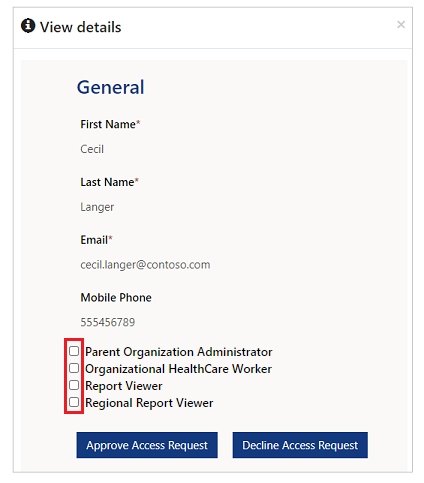 View details
×
General
First Name*
Cecil
Last Name*
Langer
Email*
cecil.langer@contoso.com
Mobile Phone
555456789
Parent Organization Administrator
Organizational HealthCare Worker
Report Viewer
Regional Report Viewer
Approve Access Request Decline Access Request